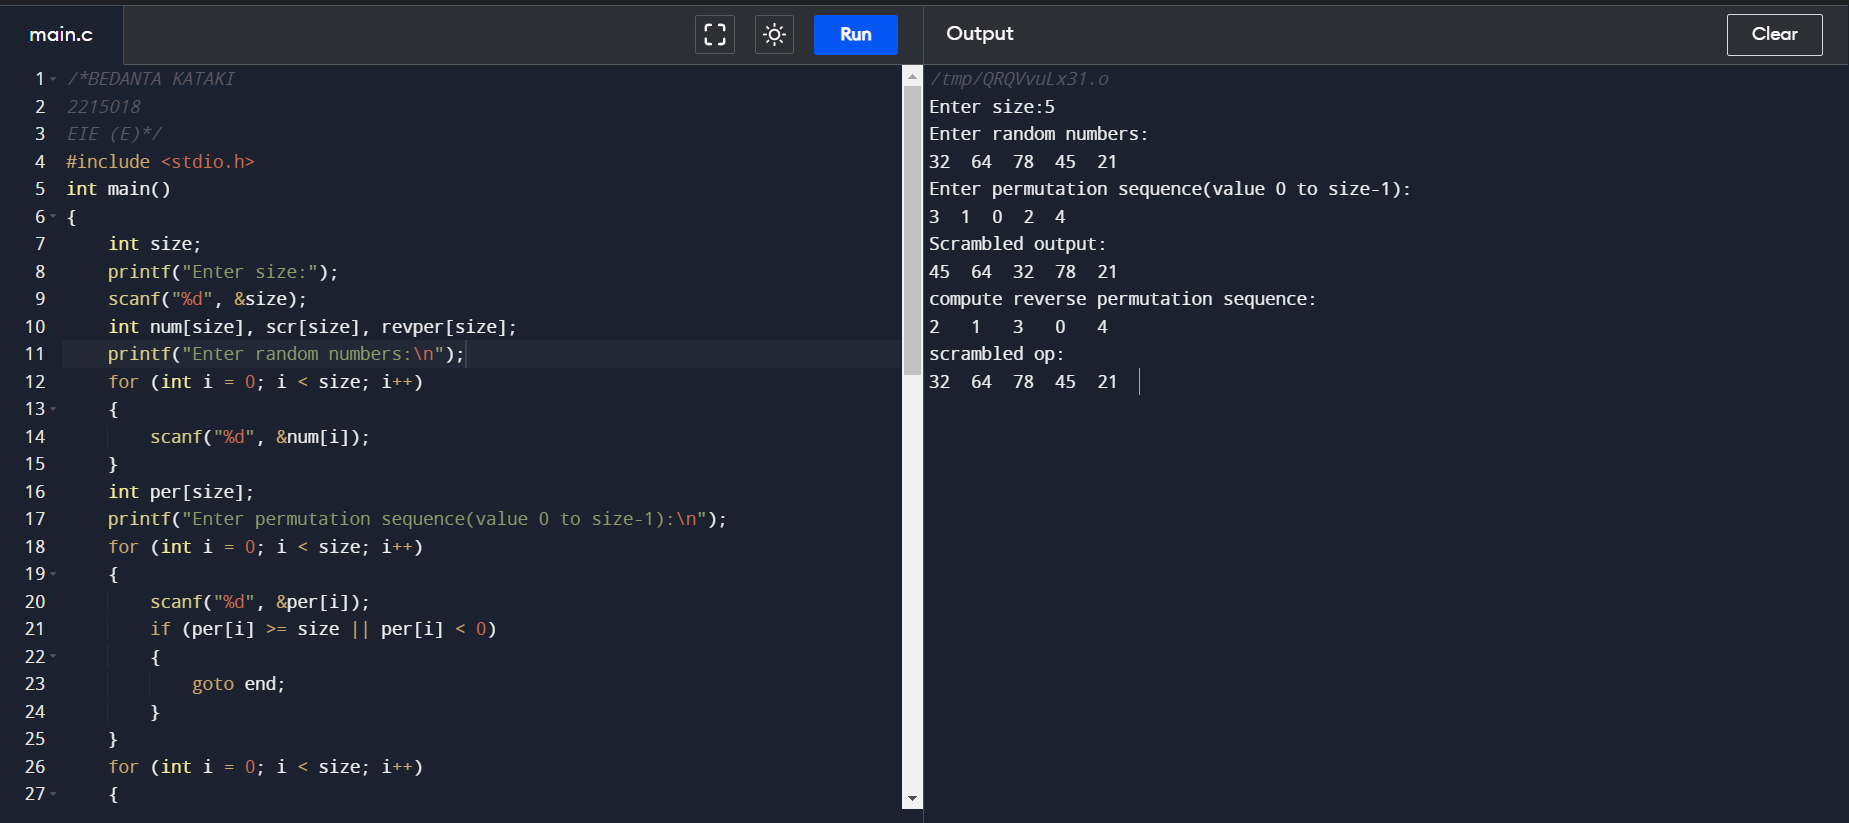 main.c
Run
1 /*BEDANTA KATAKI
2 2215018
3 EIE (E)*/
4 #include <stdio.h>
5 int main()
6 {
7 int size;
8 printf("Enter size:");
9 scanf("%d", &size);
10 int num[size], scr[size], revper[size];
11 printf("Enter random numbers:\n");
12 for (int i = 0; i < size; i++)
13 {
14 scanf("%d", &num[i]);
15 }
16 int per[size];
17 printf("Enter permutation sequence(value 0 to size-1):\n");
18 for (int i = 0; i < size; i++)
19 {
20 scanf("%d", &per[i]);
21 if (per[i] >= size || per[i] < 0)
22 {
23 goto end;
24 }
25 }
26 for (int i = 0; i < size; i++)
27 {
Output
Clear
/tmp/QRQVvuLx31.o
Enter size:5
Enter random numbers:
32 64 78 45 21
Enter permutation sequence(value 0 to size-1):
3 1 0 2 4
Scrambled output:
45 64 32 78 21
compute reverse permutation sequence:
2 1 3 0 4
scrambled op:
32 64 78 45 21